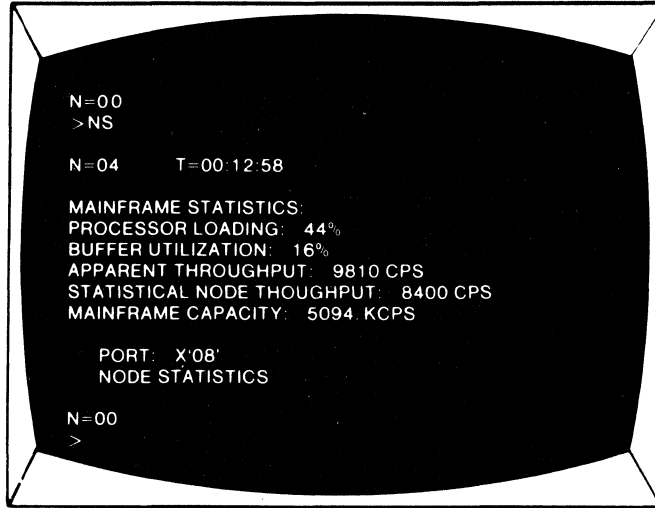 N=00
>NS
N=04 T=00:12:58
MAINFRAME STATISTICS:
PROCESSOR LOADING: 44%
BUFFER UTILIZATION: 16%
APPARENT THROUGHPUT: 9810 CPS
STATISTICAL NODE THOUGHPUT: 8400 CPS
MAINFRAME CAPACITY: 5094. KCPS
PORT: X'08'
NODE STATISTICS
N=00
>